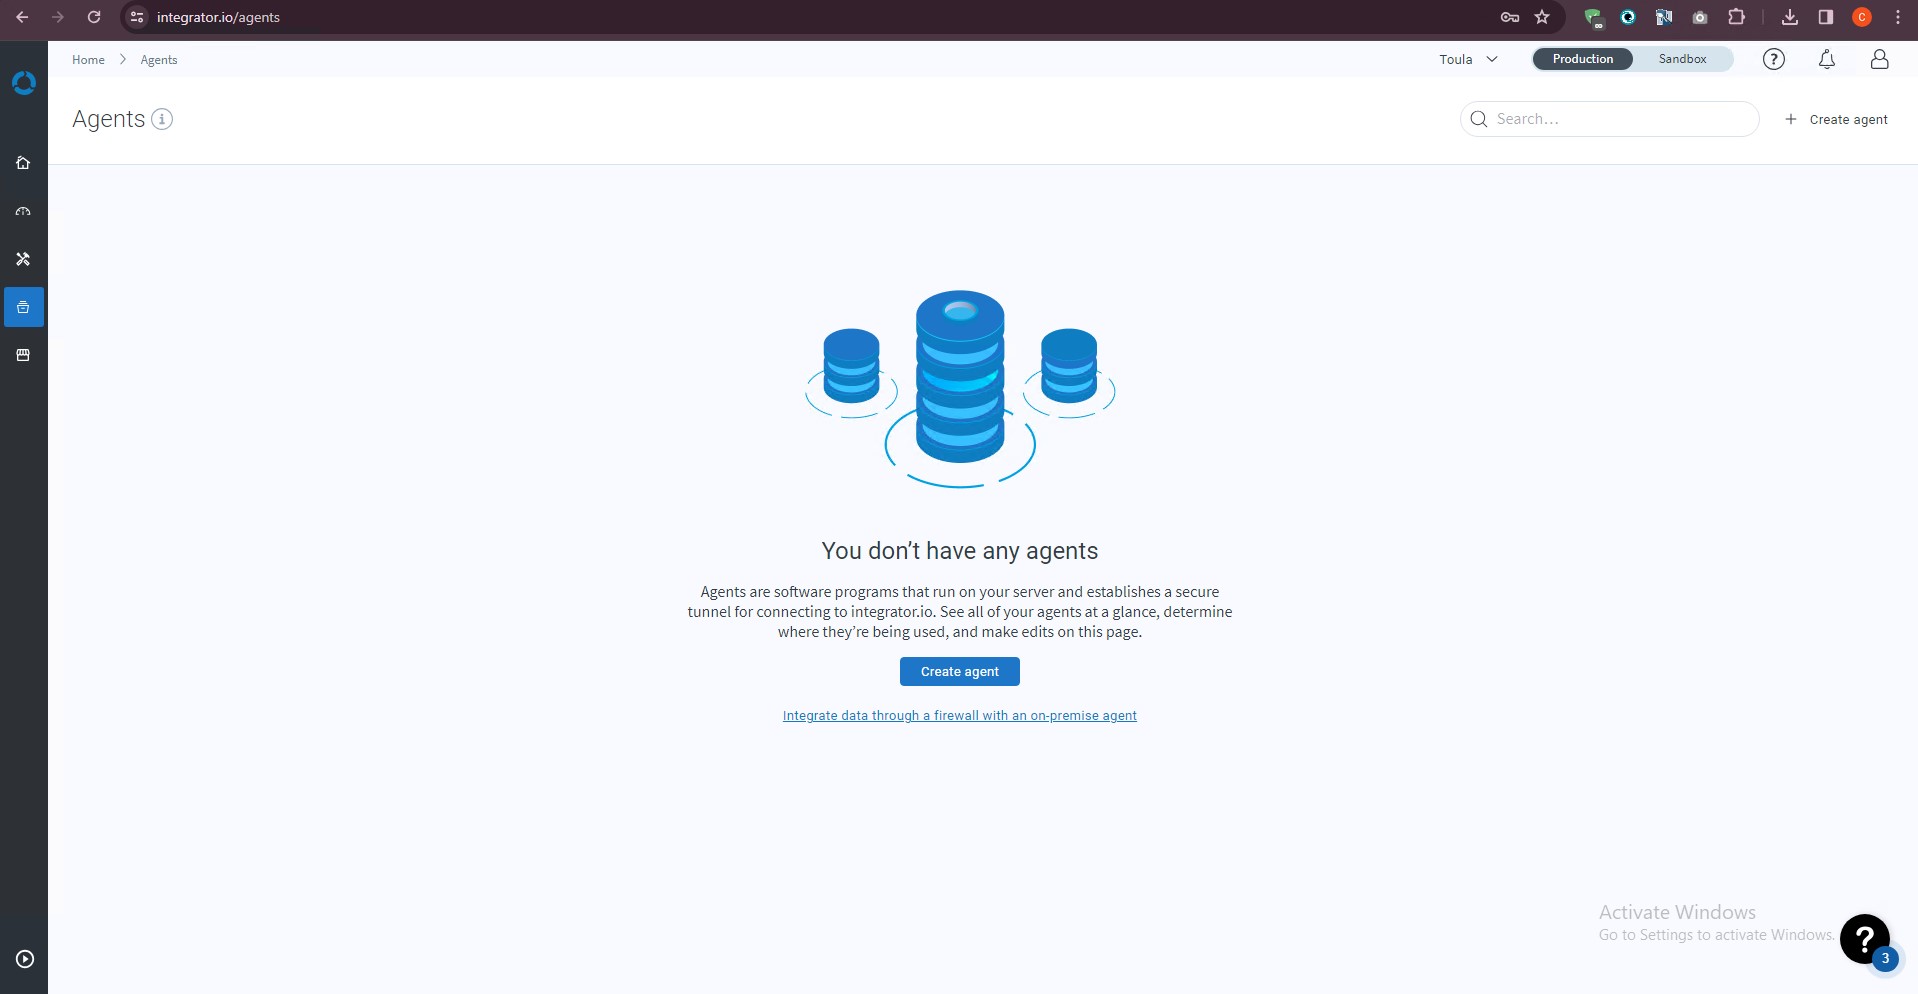 integrator.io/agents
C
Home
Agents
Toula
Production
Sandbox
?
Agents i
Search...
+ Create agent
You don’t have any agents
Agents are software programs that run on your server and establishes a secure
tunnel for connecting to integrator.io. See all of your agents at a glance, determine
where they’re being used, and make edits on this page.
Create agent
Integrate data through a firewall with an on-premise agent
Activate Windows
Go to Settings to activate Windows.
?
3